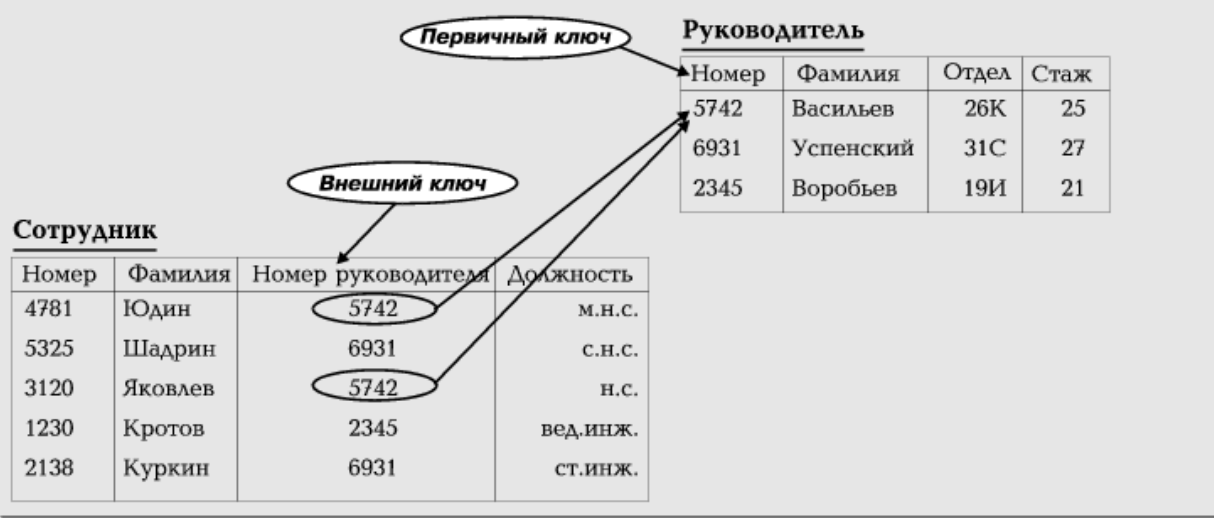 Первичный ключ
Руководитель
Номер Фамилия Отдел Стаж
5742 Васильев 26К 25
6931 Успенский 31С 27
2345 Воробьев 19И 21
Внешний ключ
Сотрудник
Номер Фамилия Номер руководителя Должность
4781 Юдин 5742 м.н.с.
5325 Шадрин 6931 с.н.с.
3120 Яковлев 5742 н.с.
1230 Кротов 2345 вед.инж.
2138 Куркин 6931 ст.инж.